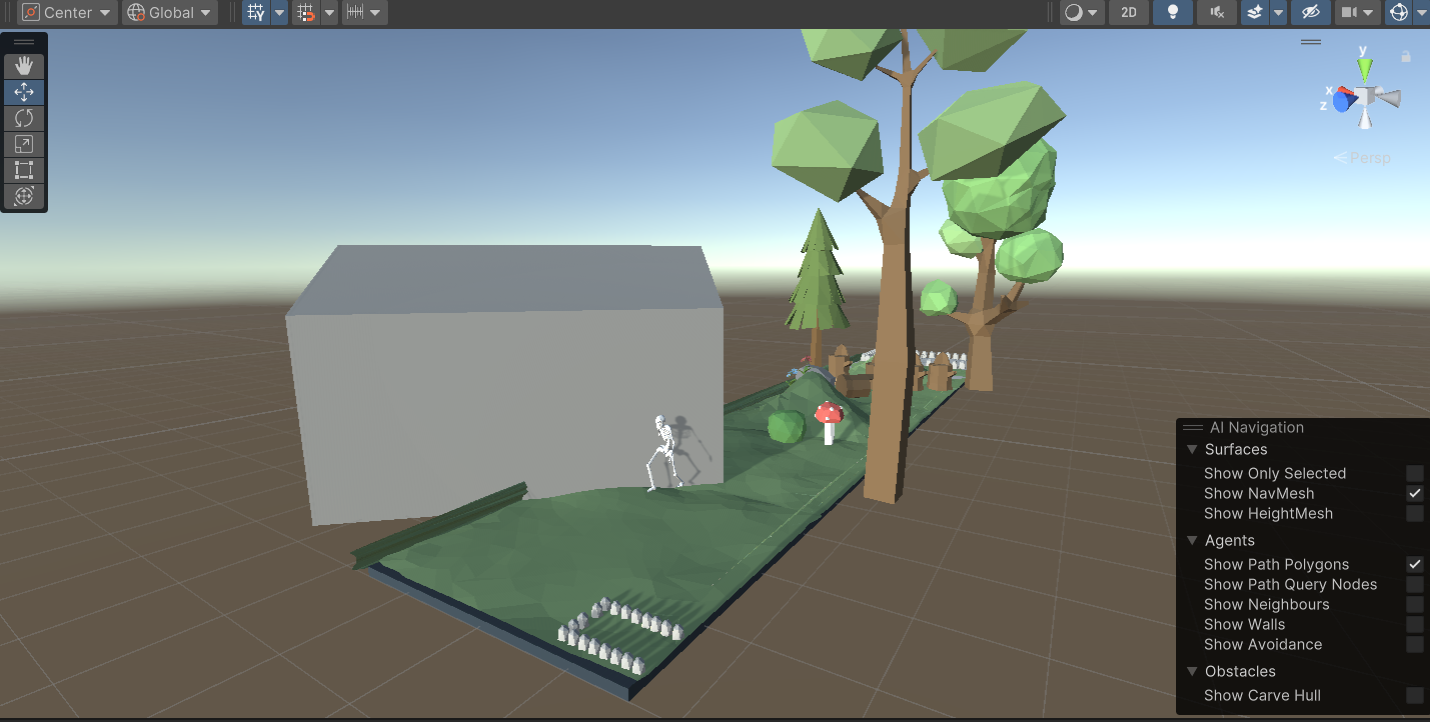 Center
Global
2D
y
x
z
Persp
AI Navigation
Surfaces
Show Only Selected
Show NavMesh
Show HeightMesh
Agents
Show Path Polygons
Show Path Query Nodes
Show Neighbours
Show Walls
Show Avoidance
Obstacles
Show Carve Hull